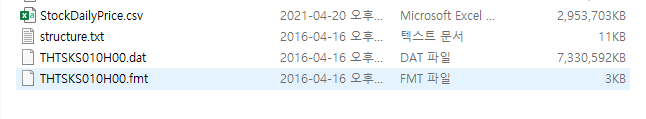 StockDailyPrice.csv 2021-04-20 오후... Microsoft Excel ... 2,953,703KB
structure.txt 2016-04-16 오후... 텍스트 문서 11KB
THTSKS010H00.dat 2016-04-16 오후... DAT 파일 7,330,592KB
THTSKS010H00.fmt 2016-04-16 오후... FMT 파일 3KB